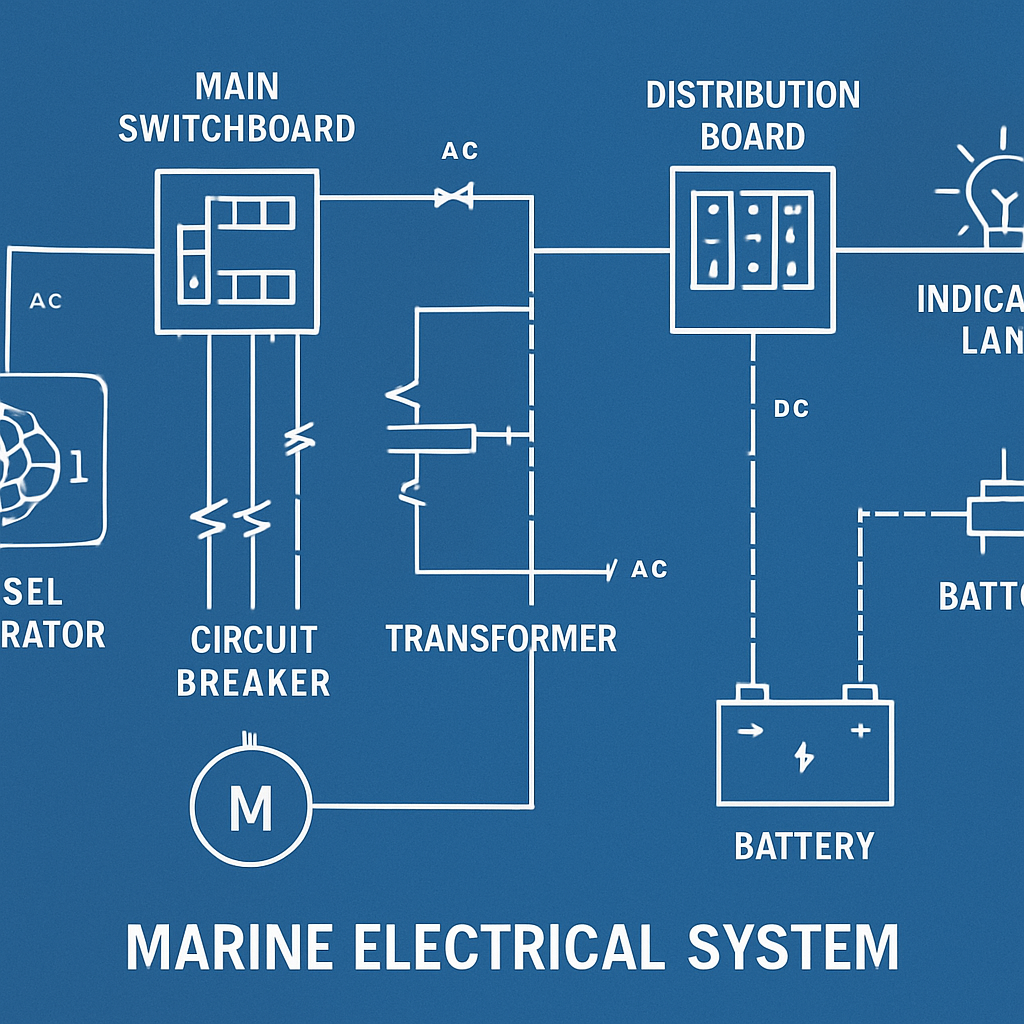 MAIN
SWITCHBOARD
AC
DISTRIBUTION
BOARD
AC
INDICA
LAN
DC
1
SEL
RATOR
CIRCUIT
BREAKER
TRANSFORMER
AC
BATTO
M
→ +
BATTERY
MARINE ELECTRICAL SYSTEM